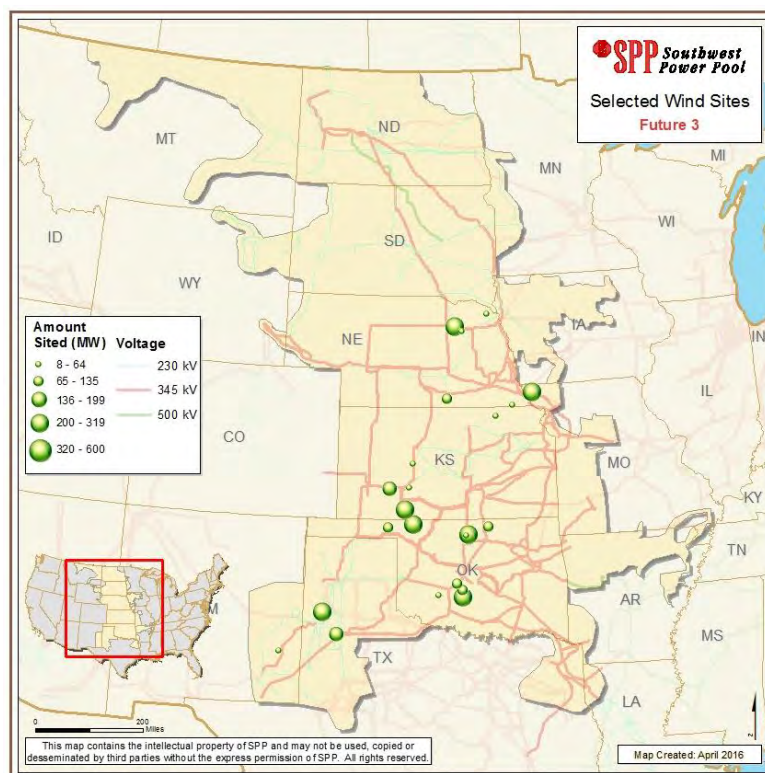 SPP Southwest
Power Pool
Selected Wind Sites
Future 3
MT
ND
MN
MI
ID
SD
WI
WY
Amount
Sited (MW)
8 - 64
65 - 135
136 - 199
200 - 319
320 - 600
Voltage
230 kV
345 kV
500 kV
NE
IA
IN
IL
CO
KS
MO
KY
TN
OK
AR
M
MS
TX
LA
0
200
Miles
This map contains the intellectual property of SPP and may not be used, copied or
desseminated by third parties without the express permission of SPP. All rights reserved.
Map Created: April 2016